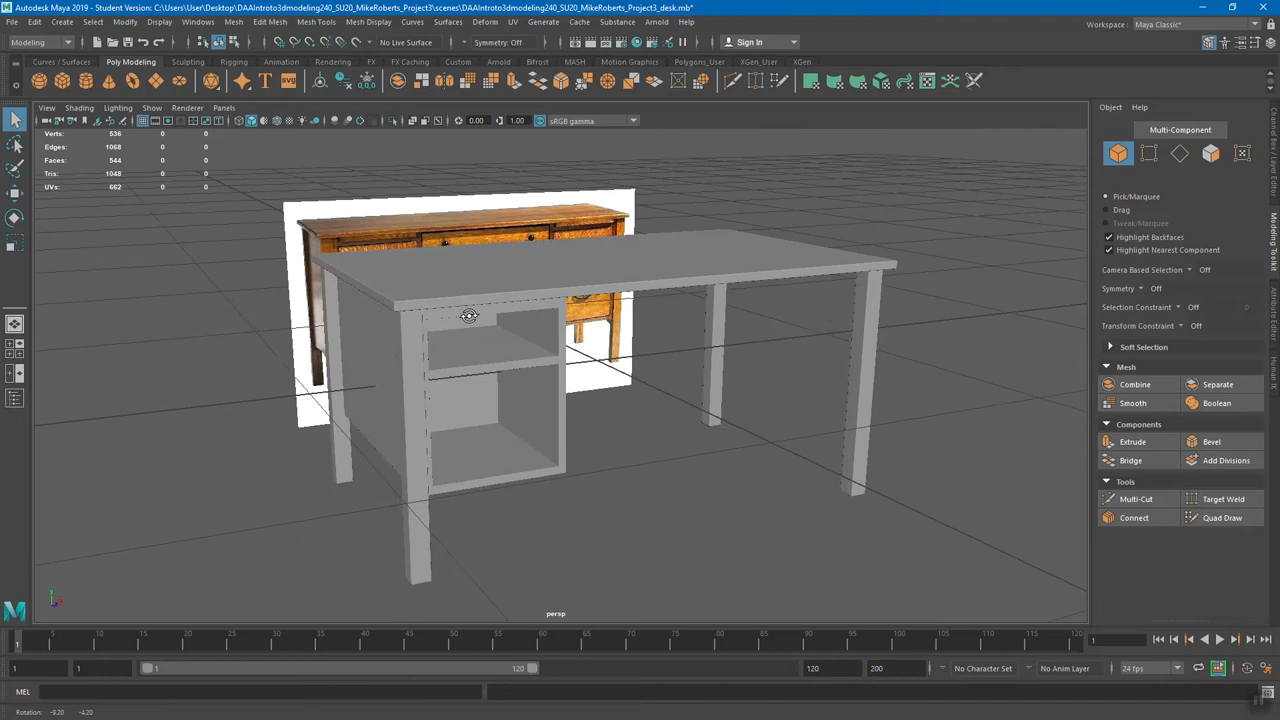 Autodesk Maya 2019 - Student Version: C:\Users\User\Desktop\DAAIntroto3dmodeling240_SU20_MikeRoberts_Project3\scenes\DAAIntroto3dmodeling240_SU20_MikeRoberts_Project3_desk.mb*
File Edit Create Select Modify Display Windows Mesh Edit Mesh Mesh Tools Mesh Display Curves Surfaces Deform UV Generate Cache Substance Arnold Help
Workspace: Maya Classic*
Modeling No Live Surface Symmetry: Off Sign In
Curves / Surfaces Poly Modeling Sculpting Rigging Animation Rendering FX FX Caching Custom Arnold Bifrost MASH Motion Graphics Polygons_User XGen_User XGen
View Shading Lighting Show Renderer Panels
0.00 1.00 sRGB gamma
Verts: 536 0 0
Edges: 1068 0 0
Faces: 544 0 0
Tris: 1048 0 0
UVs: 662 0 0
persp
Object Help
Multi-Component
Pick/Marquee
Drag
Tweak/Marquee
Highlight Backfaces
Highlight Nearest Component
Camera Based Selection Off
Symmetry Off
Selection Constraint Off
Transform Constraint Off
Soft Selection
Mesh
Combine Separate
Smooth Boolean
Components
Extrude Bevel
Bridge Add Divisions
Tools
Multi-Cut Target Weld
Connect Quad Draw
Channel Box / Layer Editor
Modeling Toolkit
5 10 15 20 25 30 35 40 45 50 55 60 65 70 75 80 85 90 95 100 105 110 115 120
1 1
1 1 1 120 120 200 No Character Set No Anim Layer 24 fps
MEL
Rotation: -9.20 -4.20